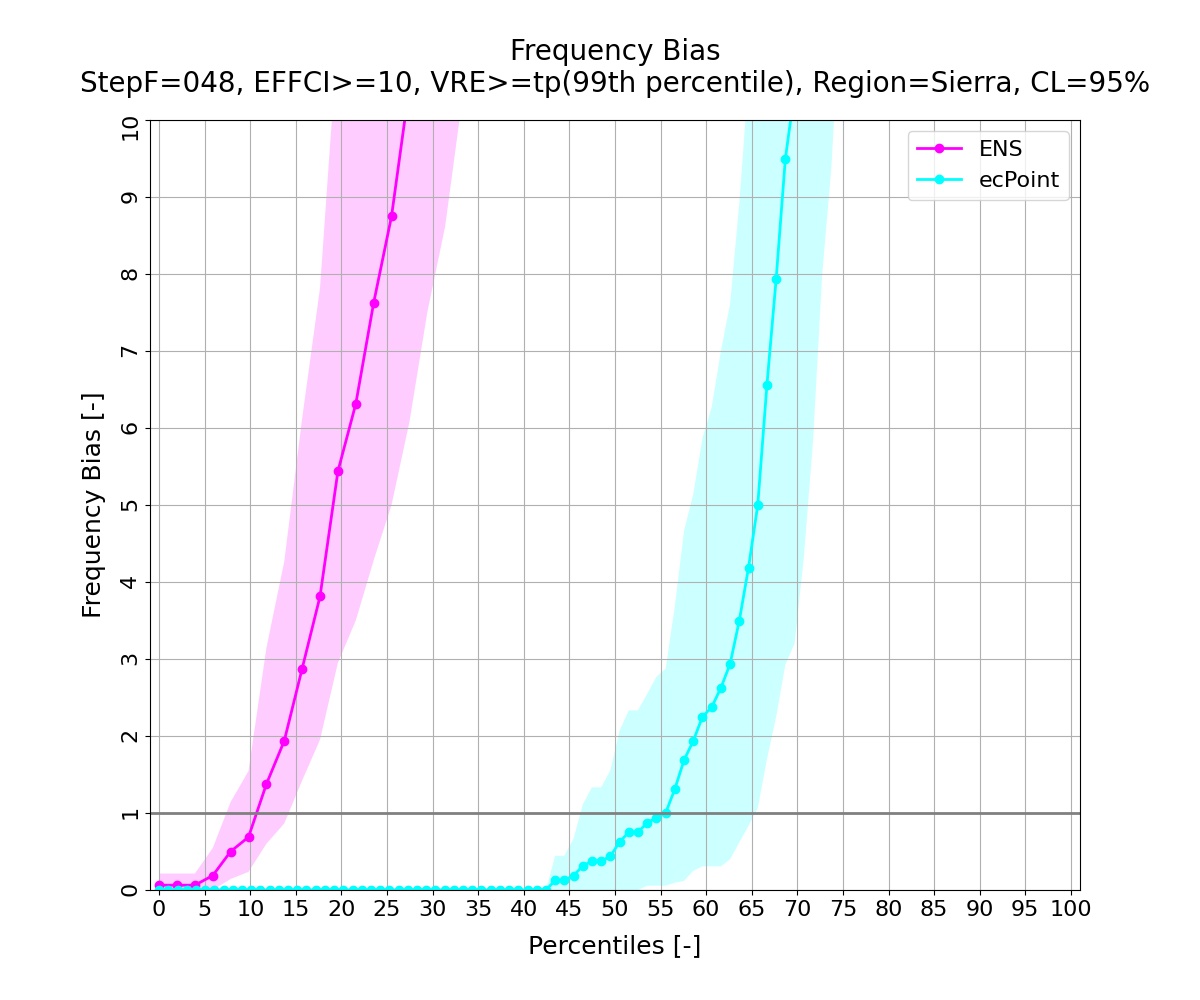 Frequency Bias
StepF=048, EFFCI>=10, VRE>=tp(99th percentile), Region=Sierra, CL=95%
10
9
8
7
6
5
4
3
2
1
0
Frequency Bias [-]
ENS
ecPoint
0 5 10 15 20 25 30 35 40 45 50 55 60 65 70 75 80 85 90 95 100
Percentiles [-]